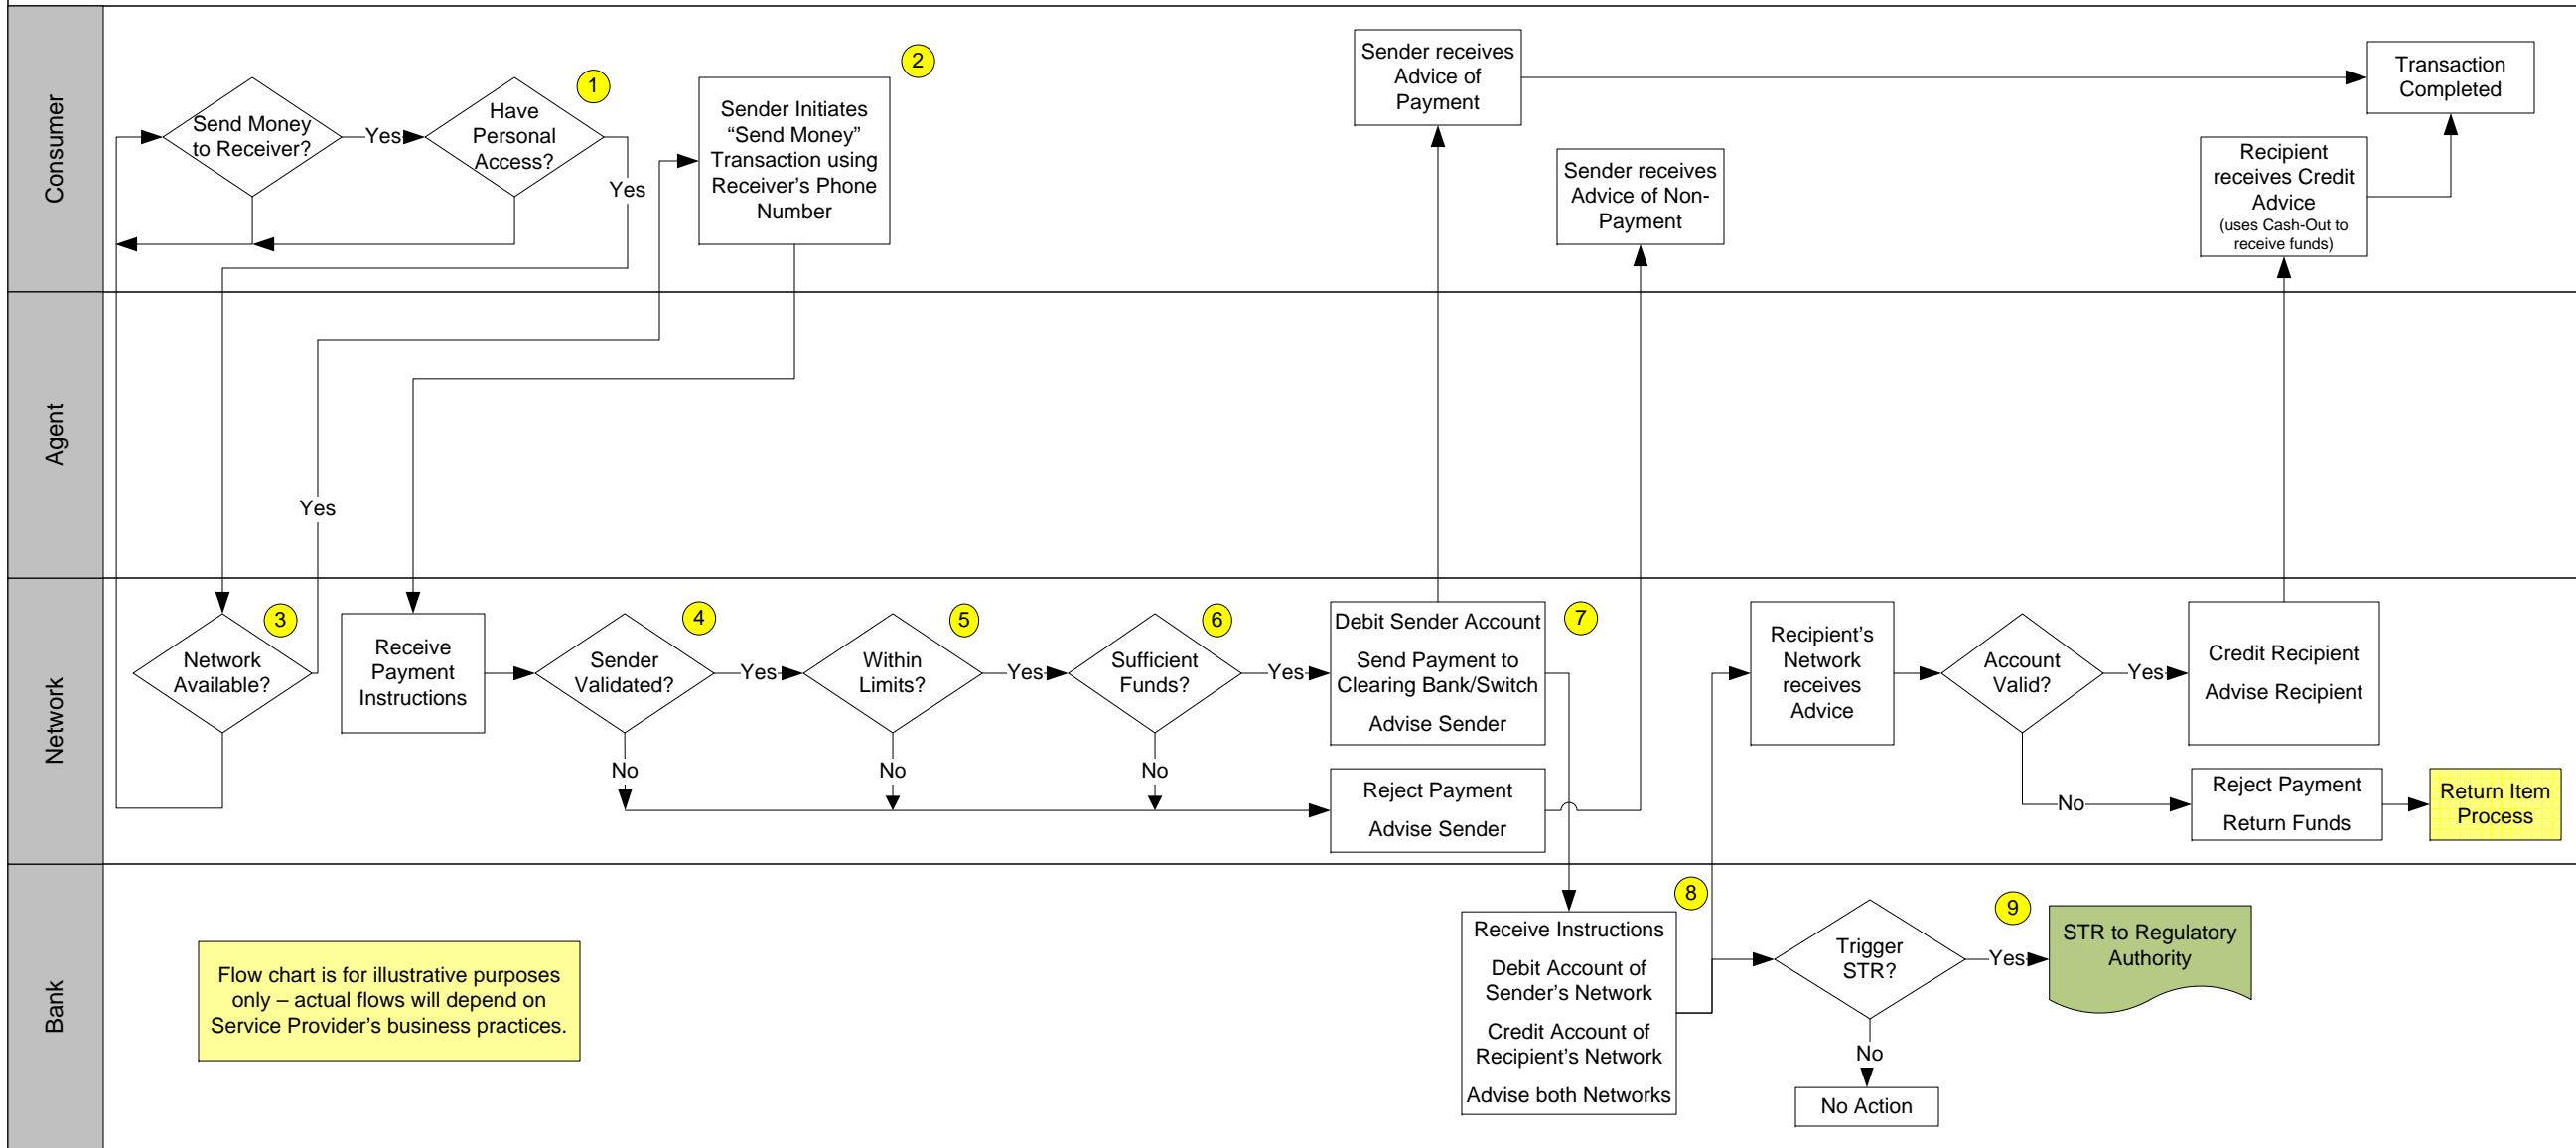 Consumer
Send Money
to Receiver?
Yes
1
Have
Personal
Access?
Yes
2
Sender Initiates
“Send Money”
Transaction using
Receiver’s Phone
Number
Sender receives
Advice of
Payment
Sender receives
Advice of Non-
Payment
Transaction
Completed
Recipient
receives Credit
Advice
(uses Cash-Out to
receive funds)
Agent
Yes
Network
3
Network
Available?
Receive
Payment
Instructions
4
Sender
Validated?
Yes
No
5
Within
Limits?
Yes
No
6
Sufficient
Funds?
Yes
No
7
Debit Sender Account
Send Payment to
Clearing Bank/Switch
Advise Sender
Reject Payment
Advise Sender
Recipient’s
Network
receives
Advice
Account
Valid?
Yes
No
Credit Recipient
Advise Recipient
Reject Payment
Return Funds
Return Item
Process
Bank
Flow chart is for illustrative purposes
only – actual flows will depend on
Service Provider’s business practices.
8
Receive Instructions
Debit Account of
Sender’s Network
Credit Account of
Recipient’s Network
Advise both Networks
Trigger
STR?
9
Yes
No
STR to Regulatory
Authority
No Action